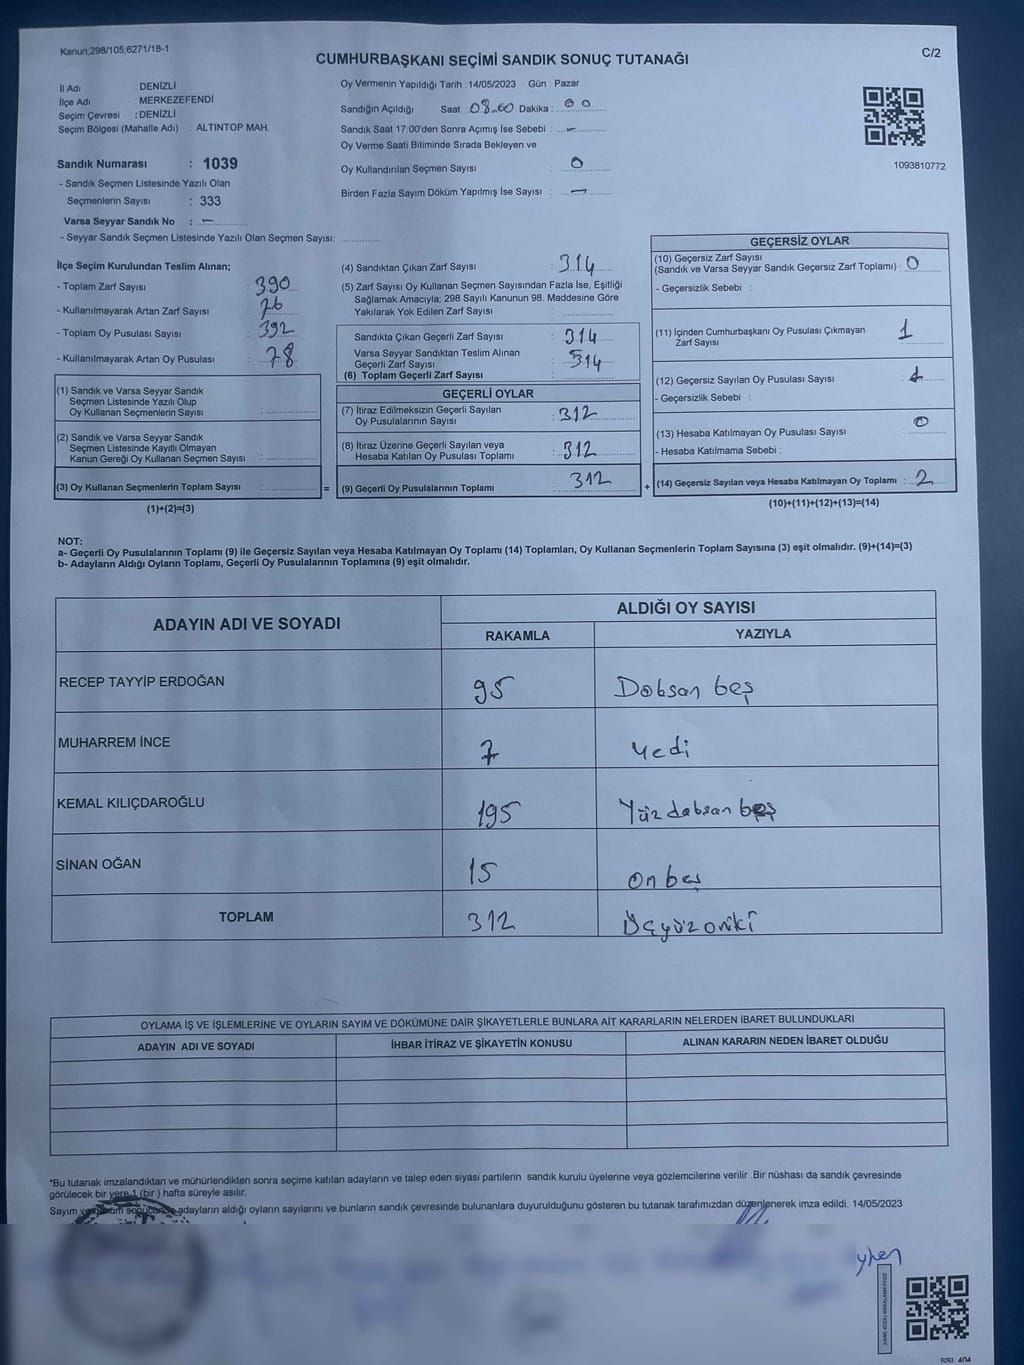 Kanun;298/105;6271/18-1
CUMHURBAŞKANI SEÇİMİ SANDIK SONUÇ TUTANAĞI
C/2
İl Adı : DENİZLİ
İlçe Adı : MERKEZEFENDİ
Seçim Çevresi : DENİZLİ
Seçim Bölgesi (Mahalle Adı) : ALTINTOP MAH.
Sandık Numarası : 1039
- Sandık Seçmen Listesinde Yazılı Olan
Seçmenlerin Sayısı : 333
Varsa Seyyar Sandık No : -
- Seyyar Sandık Seçmen Listesinde Yazılı Olan Seçmen Sayısı: ..............
Oy Vermenin Yapıldığı Tarih : 14/05/2023 Gün : Pazar
Sandığın Açıldığı Saat : 08.00 Dakika : 00
Sandık Saat 17:00'den Sonra Açımış İse Sebebi : -
Oy Verme Saati Bitiminde Sırada Bekleyen ve
Oy Kullandırılan Seçmen Sayısı : 0
Birden Fazla Sayım Döküm Yapılmış İse Sayısı : -
1093810772
İlçe Seçim Kurulundan Teslim Alınan;
- Toplam Zarf Sayısı : 390
- Kullanılmayarak Artan Zarf Sayısı : 76
- Toplam Oy Pusulası Sayısı : 392
- Kullanılmayarak Artan Oy Pusulası : 78
(1) Sandık ve Varsa Seyyar Sandık
Seçmen Listesinde Yazılı Olup
Oy Kullanan Seçmenlerin Sayısı : ..............
(2) Sandık ve Varsa Seyyar Sandık
Seçmen Listesinde Kayıtlı Olmayan
Kanun Gereği Oy Kullanan Seçmen Sayısı : ..............
(3) Oy Kullanan Seçmenlerin Toplam Sayısı : .............. =
(1)+(2)=(3)
(4) Sandıktan Çıkan Zarf Sayısı : 314
(5) Zarf Sayısı Oy Kullanan Seçmen Sayısından Fazla İse, Eşitliği
Sağlamak Amacıyla; 298 Sayılı Kanunun 98. Maddesine Göre
Yakılarak Yok Edilen Zarf Sayısı : ..............
Sandıkta Çıkan Geçerli Zarf Sayısı : 314
Varsa Seyyar Sandıktan Teslim Alınan
Geçerli Zarf Sayısı : 314
(6) Toplam Geçerli Zarf Sayısı : ..............
GEÇERLİ OYLAR
(7) İtiraz Edilmeksizin Geçerli Sayılan
Oy Pusulalarının Sayısı : 312
(8) İtiraz Üzerine Geçerli Sayılan veya
Hesaba Katılan Oy Pusulası Toplamı : 312
(9) Geçerli Oy Pusulalarının Toplamı : 312 +
GEÇERSİZ OYLAR
(10) Geçersiz Zarf Sayısı
(Sandık ve Varsa Seyyar Sandık Geçersiz Zarf Toplamı) : 0
- Geçersizlik Sebebi :
(11) İçinden Cumhurbaşkanı Oy Pusulası Çıkmayan
Zarf Sayısı : 1
(12) Geçersiz Sayılan Oy Pusulası Sayısı : 1
- Geçersizlik Sebebi :
(13) Hesaba Katılmayan Oy Pusulası Sayısı : 0
- Hesaba Katılmama Sebebi :
(14) Geçersiz Sayılan veya Hesaba Katılmayan Oy Toplamı : 2
(10)+(11)+(12)+(13)=(14)
NOT:
a- Geçerli Oy Pusulalarının Toplamı (9) ile Geçersiz Sayılan veya Hesaba Katılmayan Oy Toplamı (14) Toplamları, Oy Kullanan Seçmenlerin Toplam Sayısına (3) eşit olmalıdır. (9)+(14)=(3)
b- Adayların Aldığı Oyların Toplamı, Geçerli Oy Pusulalarının Toplamına (9) eşit olmalıdır.
ADAYIN ADI VE SOYADI ALDIĞI OY SAYISI
RAKAMLA YAZIYLA
RECEP TAYYİP ERDOĞAN 95 Doksan beş
MUHARREM İNCE 7 Yedi
KEMAL KILIÇDAROĞLU 195 Yüz doksan beş
SİNAN OĞAN 15 On beş
TOPLAM 312 Üçyüz oniki
OYLAMA İŞ VE İŞLEMLERİNE VE OYLARIN SAYIM VE DÖKÜMÜNE DAİR ŞİKAYETLERLE BUNLARA AİT KARARLARIN NELERDEN İBARET BULUNDUKLARI
ADAYIN ADI VE SOYADI İHBAR İTİRAZ VE ŞİKAYETİN KONUSU ALINAN KARARIN NEDEN İBARET OLDUĞU
*Bu tutanak imzalandıktan ve mühürlendikten sonra seçime katılan adayların ve talep eden siyasi partilerin sandık kurulu üyelerine veya gözlemcilerine verilir. Bir nüshası da sandık çevresinde
görülecek bir yere 1 (bir) hafta süreyle asılır.
Sayım ve döküm sonucunda adayların aldığı oyların sayılarını ve bunların sandık çevresinde bulunanlara duyurulduğunu gösteren bu tutanak tarafımızdan düzenlenerek imza edildi. 14/05/2023